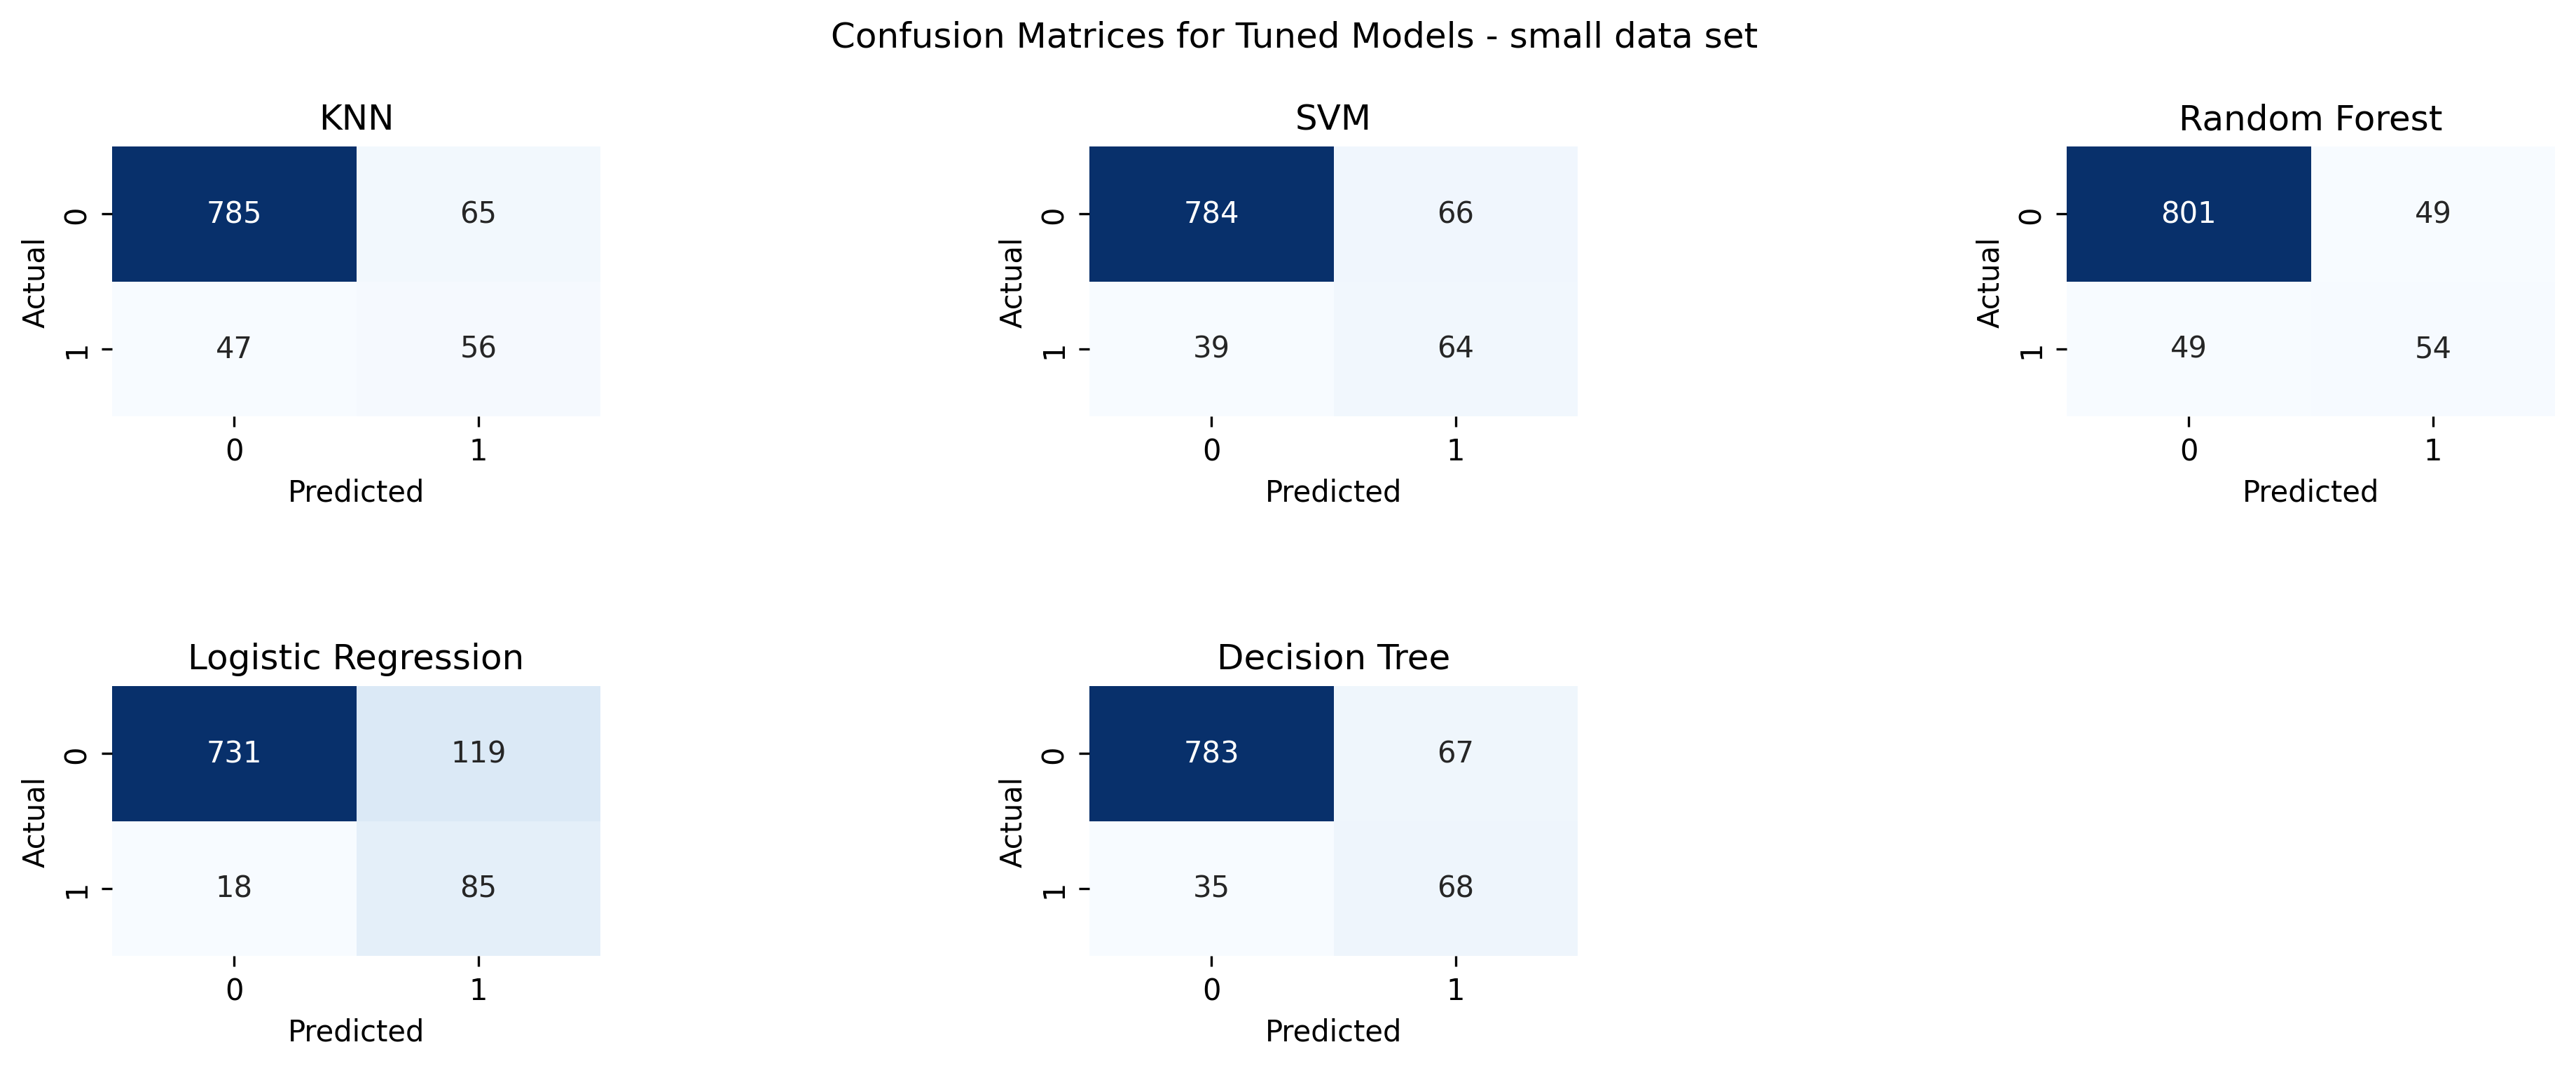 Confusion Matrices for Tuned Models - small data set
KNN
Actual
0
785
65
1
47
56
0
1
Predicted
SVM
Actual
0
784
66
1
39
64
0
1
Predicted
Random Forest
Actual
0
801
49
1
49
54
0
1
Predicted
Logistic Regression
Actual
0
731
119
1
18
85
0
1
Predicted
Decision Tree
Actual
0
783
67
1
35
68
0
1
Predicted